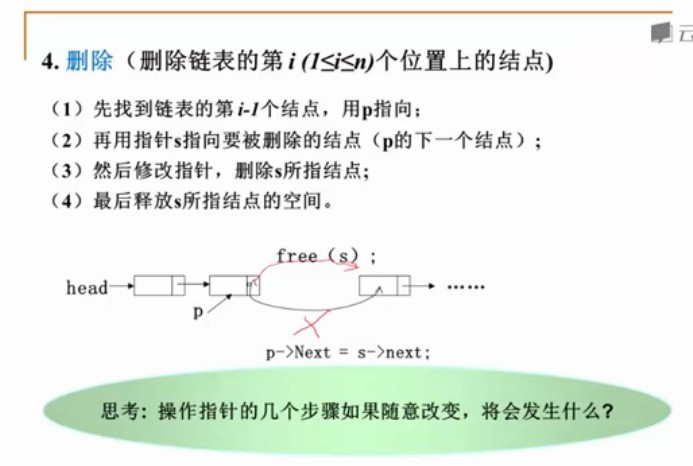 云
4. 删除（删除链表的第 i (1≤i≤n)个位置上的结点)
（1）先找到链表的第 i-1个结点，用p指向；
（2）再用指针s指向要被删除的结点（p的下一个结点）；
（3）然后修改指针，删除s所指结点；
（4）最后释放s所指结点的空间。
free（s）;
head
······
p
p->Next = s->next;
思考: 操作指针的几个步骤如果随意改变，将会发生什么?